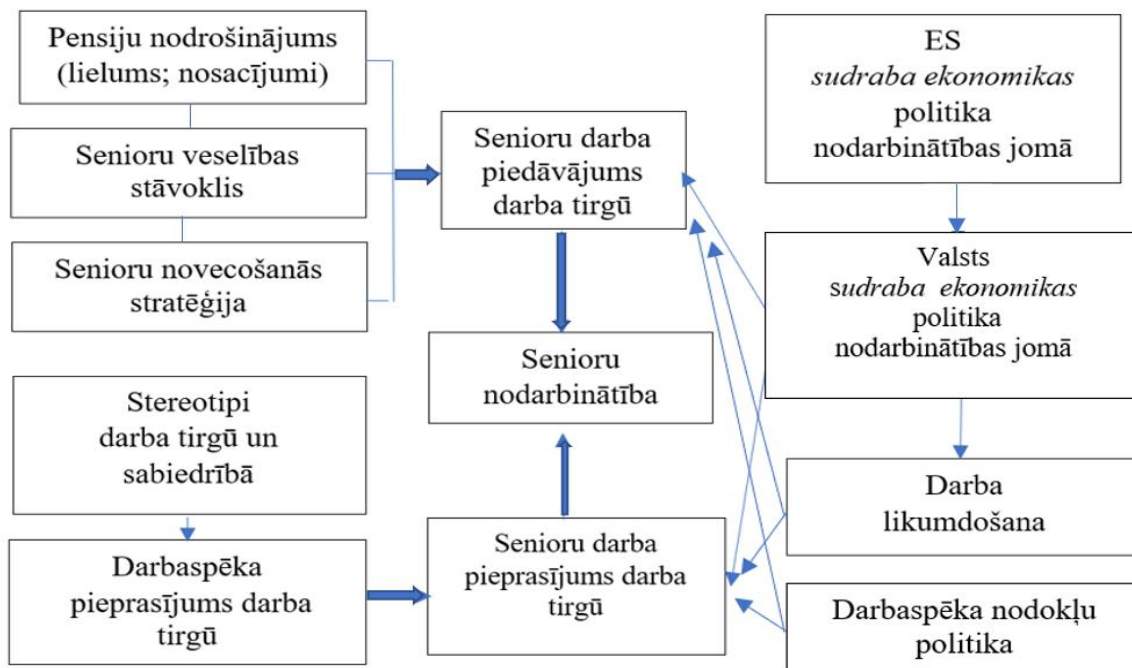 Pensiju nodrošinājums
(lielums; nosacījumi)
Senioru veselības
stāvoklis
Senioru novecošanās
stratēģija
Stereotipi
darba tirgū un
sabiedrībā
Darbaspēka
pieprasījums darba
tirgū
Senioru darba
piedāvājums
darba tirgū
Senioru
nodarbinātība
Senioru darba
pieprasījums darba
tirgū
ES
sudraba ekonomikas
politika
nodarbinātības jomā
Valsts
sudraba ekonomikas
politika
nodarbinātības jomā
Darba
likumdošana
Darbaspēka nodokļu
politika